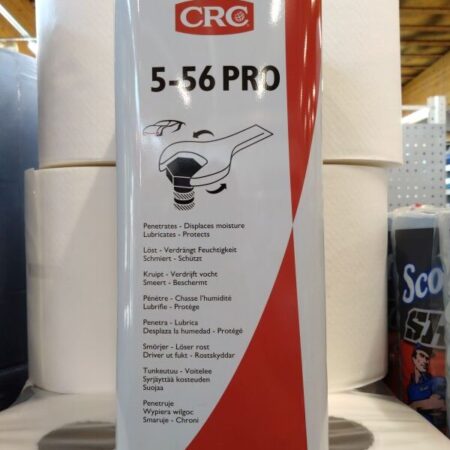 CRC
5-56 PRO
Penetrates - Displaces moisture
Lubricates - Protects
Löst - Verdrängt Feuchtigkeit
Schmiert - Schützt
Kruipt - Verdrijft vocht
Smeert - Beschermt
Pénètre - Chasse l'humidité
Lubrifie - Protège
Penetra - Lubrica
Desplaza la humedad - Protégé
Smörjer - Löser rost
Driver ut fukt - Rostskyddar
Tunkeutuu - Voitelee
Syrjäyttää kosteuden
Suojaa
Penetruje
Wypiera wilgoc
Smaruje - Chroni
Sco